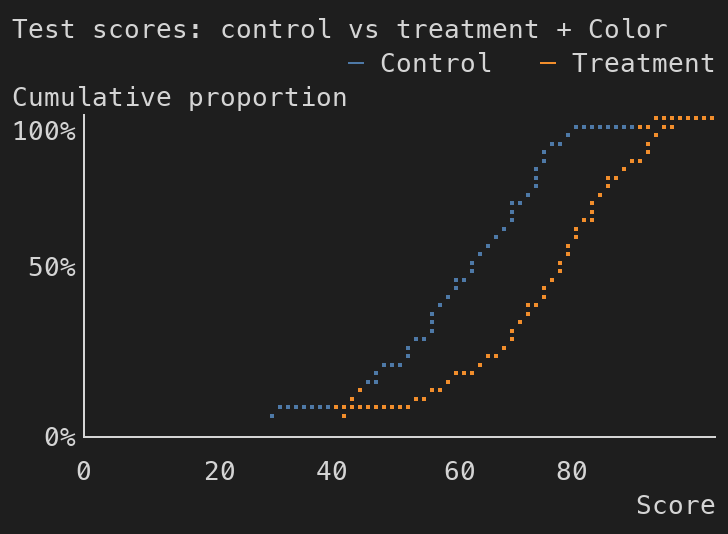 Test scores: control vs treatment + Color
— Control — Treatment
Cumulative proportion
100%
50%
0%
0 20 40 60 80
Score